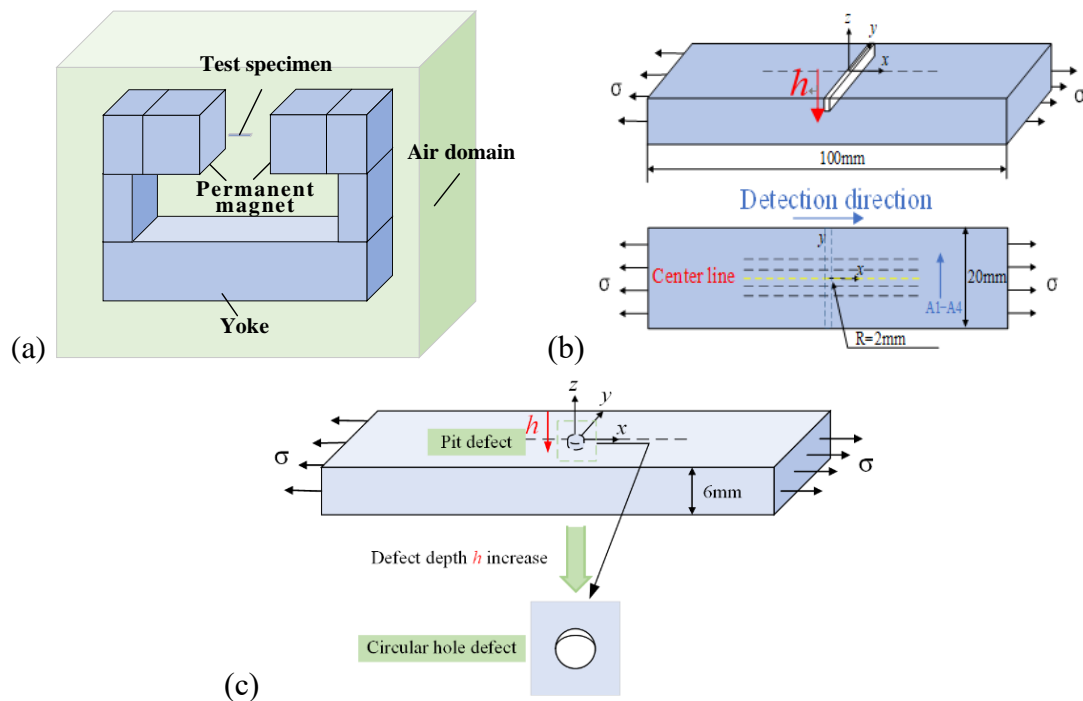 (a)
Test specimen
Air domain
Permanent
magnet
Yoke
(b)
z
y
x
h
σ
σ
100mm
Detection direction
y
Center line
x
σ
σ
20mm
A1-A4
R=2mm
(c)
z
y
h
x
Pit defect
σ
σ
6mm
Defect depth h increase
Circular hole defect